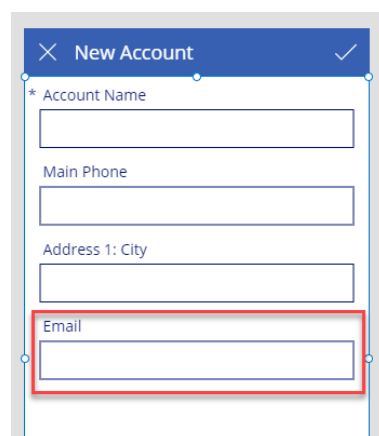 New Account
* Account Name
Main Phone
Address 1: City
Email